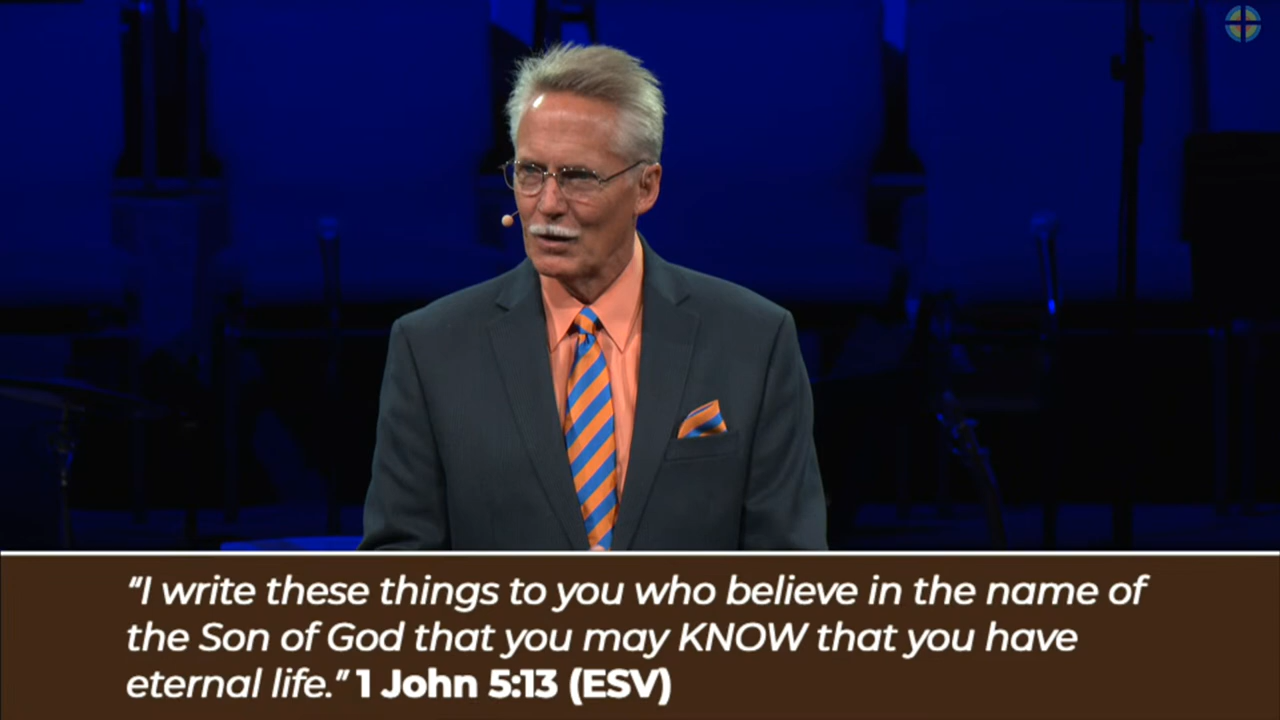 “I write these things to you who believe in the name of
the Son of God that you may KNOW that you have
eternal life.” 1 John 5:13 (ESV)